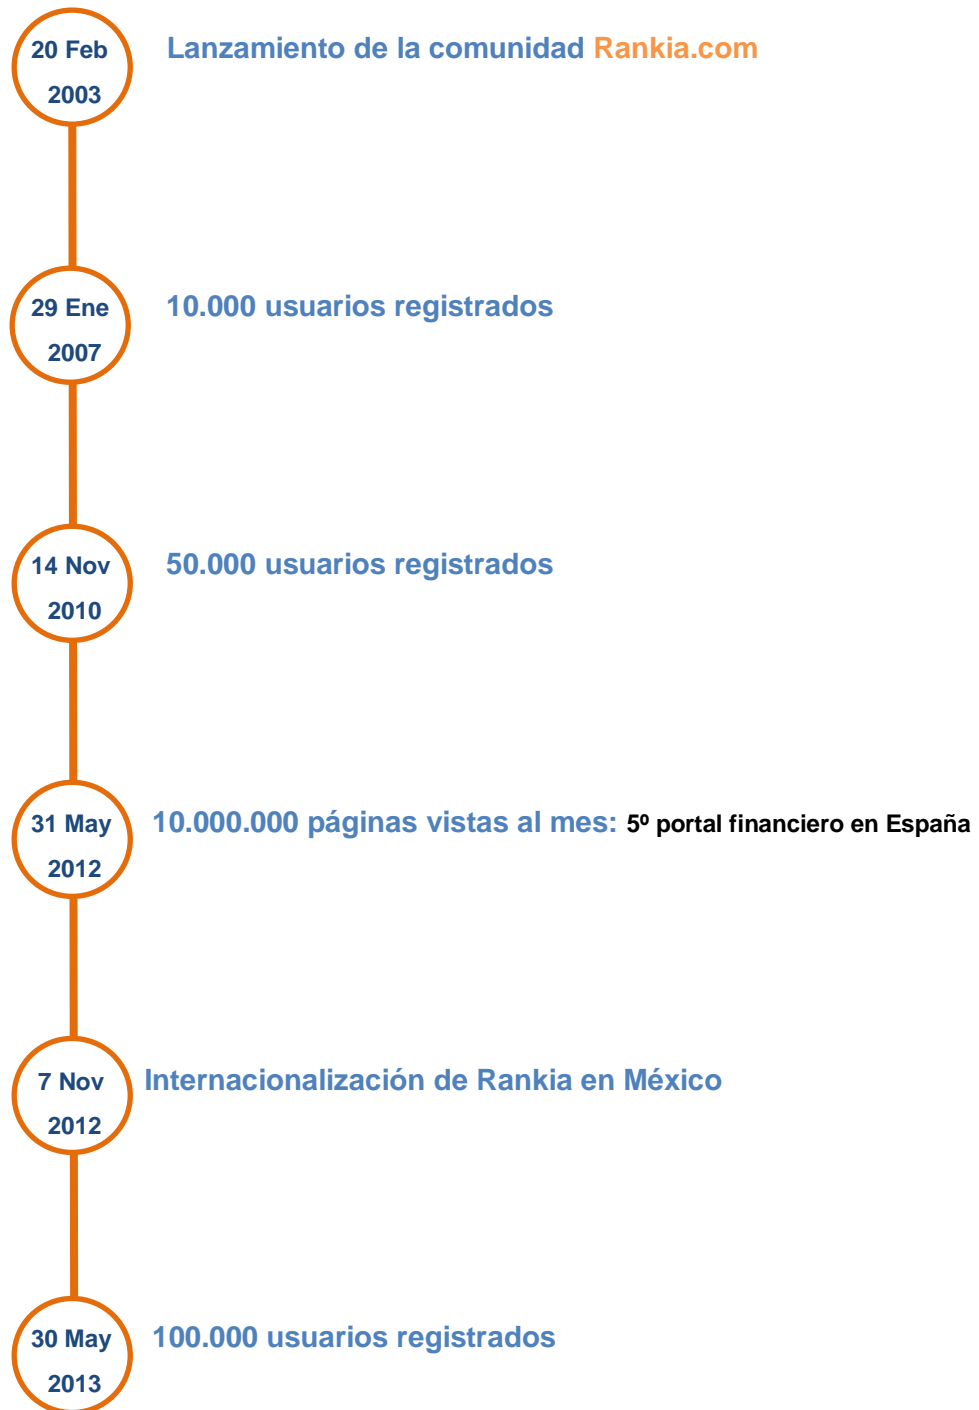 20 Feb
2003
Lanzamiento de la comunidad Rankia.com
29 Ene
2007
10.000 usuarios registrados
14 Nov
2010
50.000 usuarios registrados
31 May
2012
10.000.000 páginas vistas al mes: 5º portal financiero en España
7 Nov
2012
Internacionalización de Rankia en México
30 May
2013
100.000 usuarios registrados